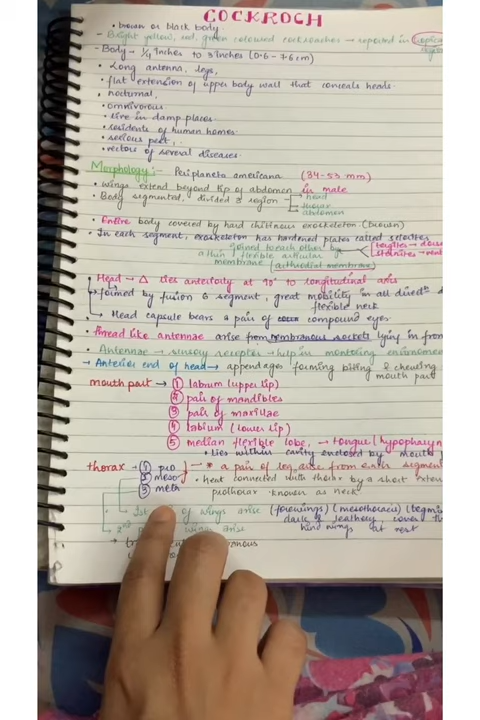 COCKROCH
• brown or black body
- Bright yellow, red, green coloured cockroaches → reported in tropical
- Body - 1/4 inches to 3 inches (0.6 - 7.6 cm)
• Long antenna, legs,
• flat extension of upper body wall that conceals head.
• nocturnal,
• omnivorous
• live in damp places.
• residents of human homes.
• serious pest,
• vectors of several diseases.
Morphology:- Periplaneta americana (34-53 mm)
• wings extend beyond tip of abdomen in male
• Body segmented, divided 3 region head
thorax
abdomen
• Entire body covered by hard chitinous exoskeleton (brown)
• In each segment, exoskeleton has hardened plates called sclerites
joined to each other by
a thin flexible articular
membrane (arthrodial membrane)
tergites →
sternites →
Head → △ lies anteriorly at 90° to longitudinal axis
→ formed by fusion 6 segment, great mobility in all
flexible neck
→ Head capsule bears a pair of compound eyes
• thread like antennae arise from membranous sockets lying in
• Antennae → sensory receptor → help in
→ Anterior end of head → appendages forming biting & chewing
mouth part
mouth part → ① labrum (upper lip)
② pair of mandibles
③ pair of maxillae
④ labium (lower lip)
⑤ median flexible lobe, → tongue (
• lies within cavity enclosed by mouth
thorax → ① pro → * a pair of leg arise from each segment
② meso • heat connected with thorax by a short
③ meta prothorax known as neck
of wings arise (forewings) (mesothoracic)
dark & leathery, cover
2nd wings arise hind wings at rest